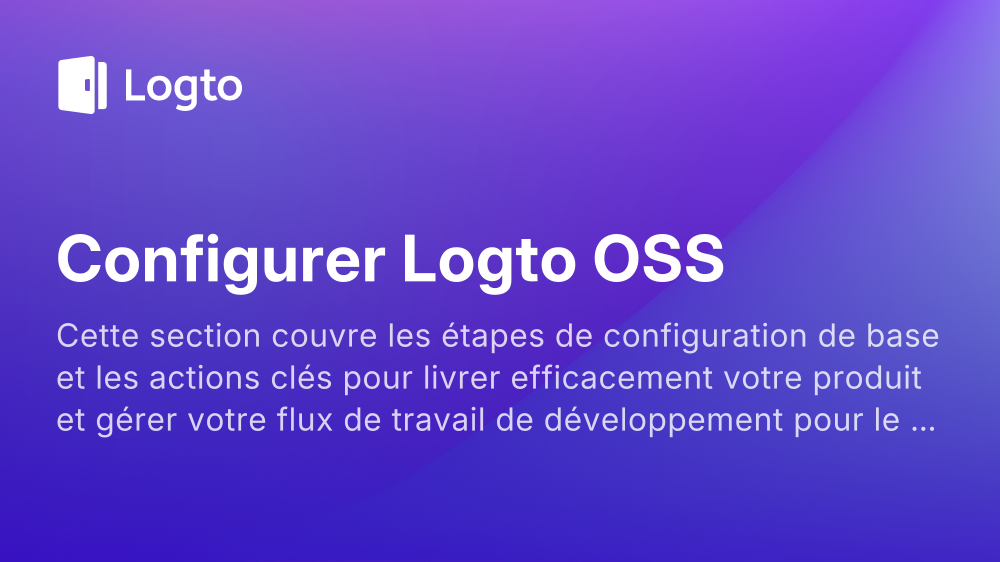 Logto
Configurer Logto OSS
Cette section couvre les étapes de configuration de base
et les actions clés pour livrer efficacement votre produit
et gérer votre flux de travail de développement pour le ...